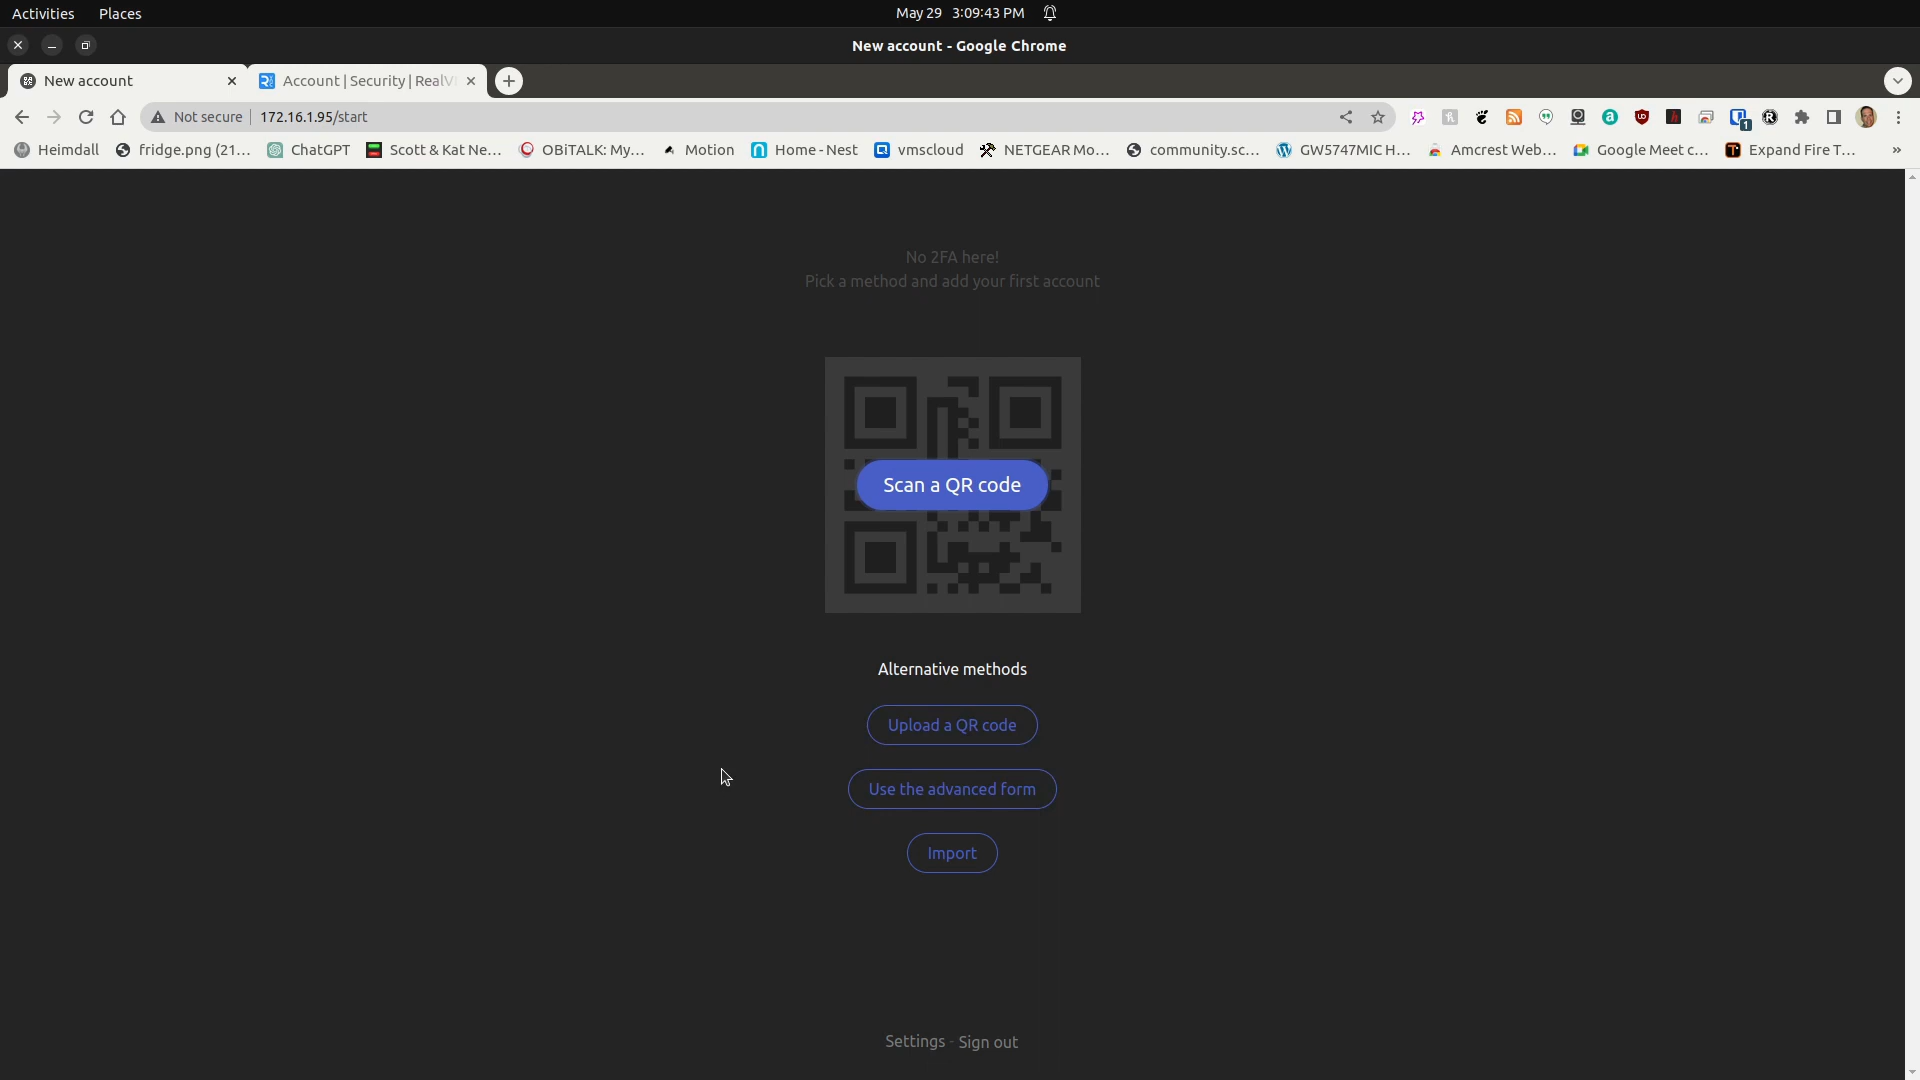 Activities Places May 29 3:09:43 PM
New account - Google Chrome
New account Account | Security | RealV
Not secure 172.16.1.95/start
Heimdall fridge.png (21... ChatGPT Scott & Kat Ne... OBiTALK: My... Motion Home - Nest vmscloud NETGEAR Mo... community.sc... GW5747MIC H... Amcrest Web... Google Meet c... Expand Fire T... »
No 2FA here!
Pick a method and add your first account
Scan a QR code
Alternative methods
Upload a QR code
Use the advanced form
Import
Settings - Sign out